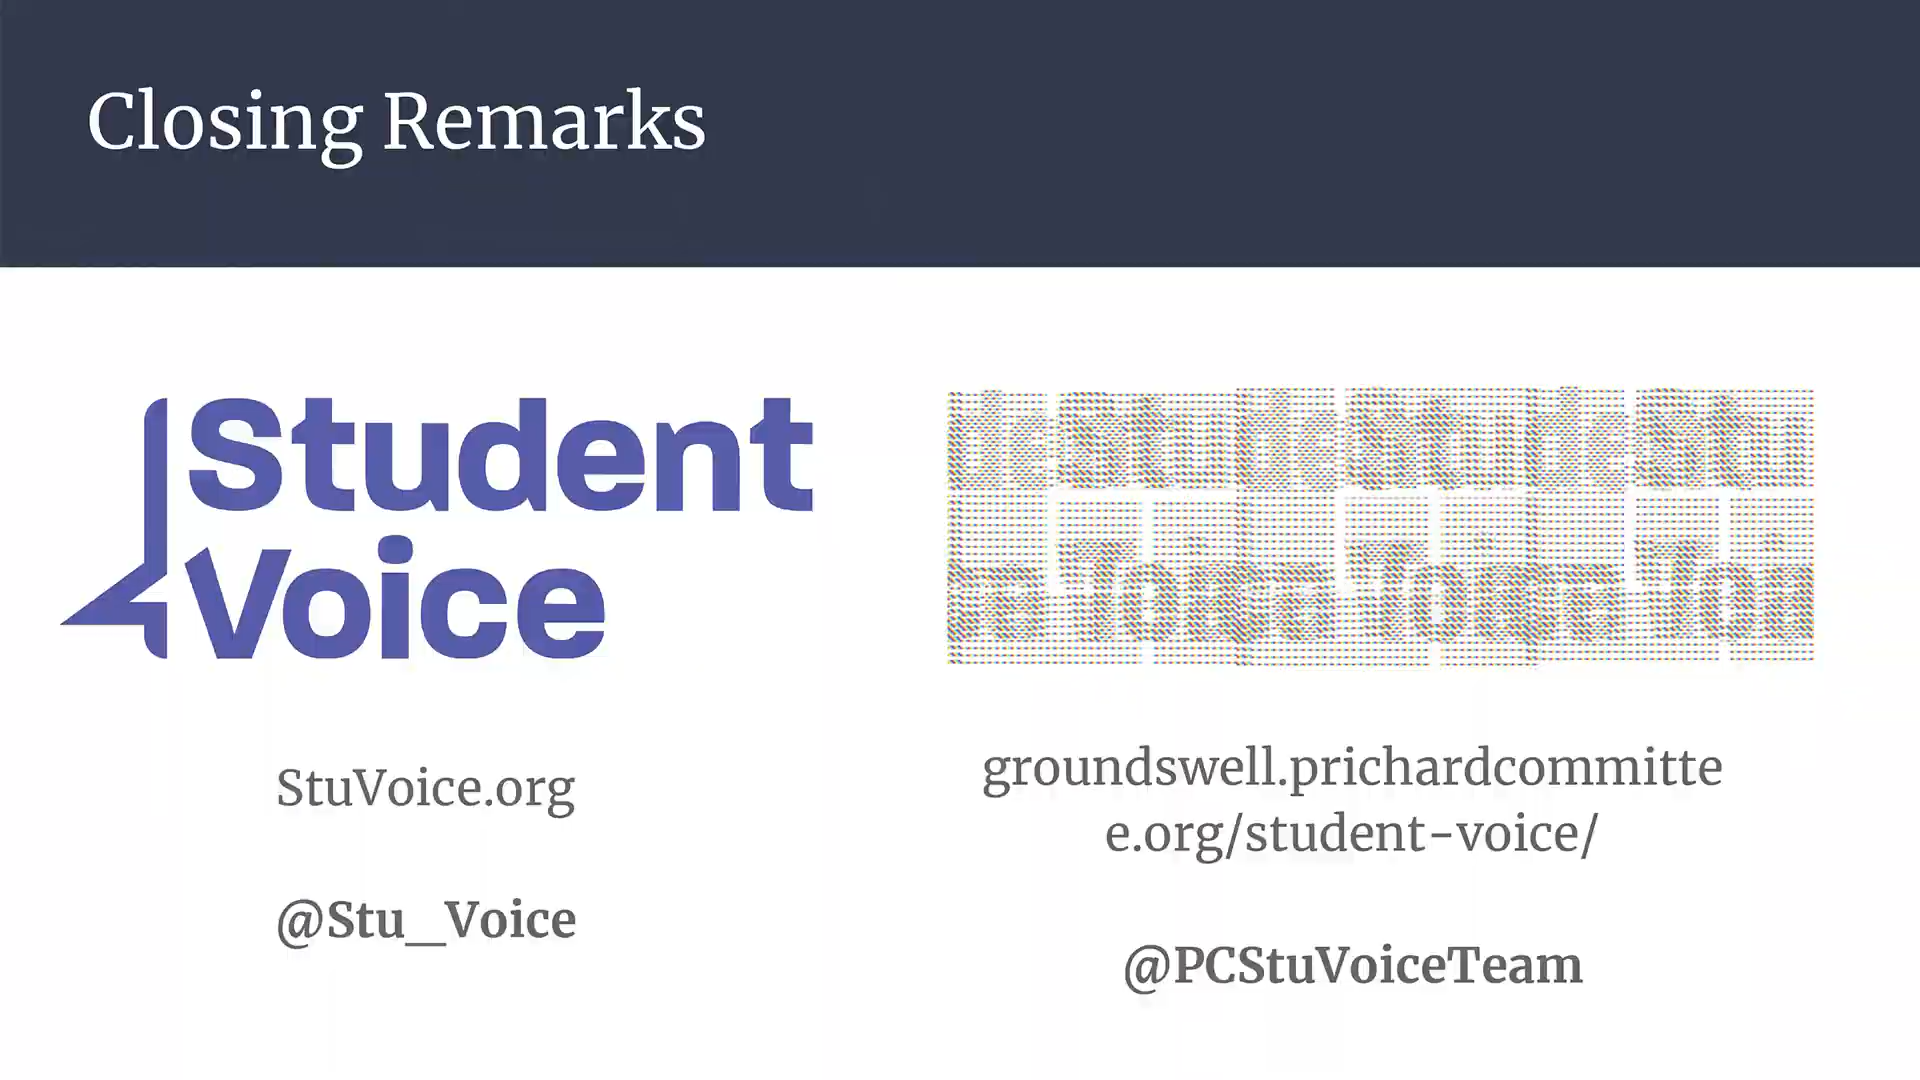 Closing Remarks
Student
Voice
StuVoice.org
@Stu_Voice
groundswell.prichardcommitte
e.org/student-voice/
@PCStuVoiceTeam